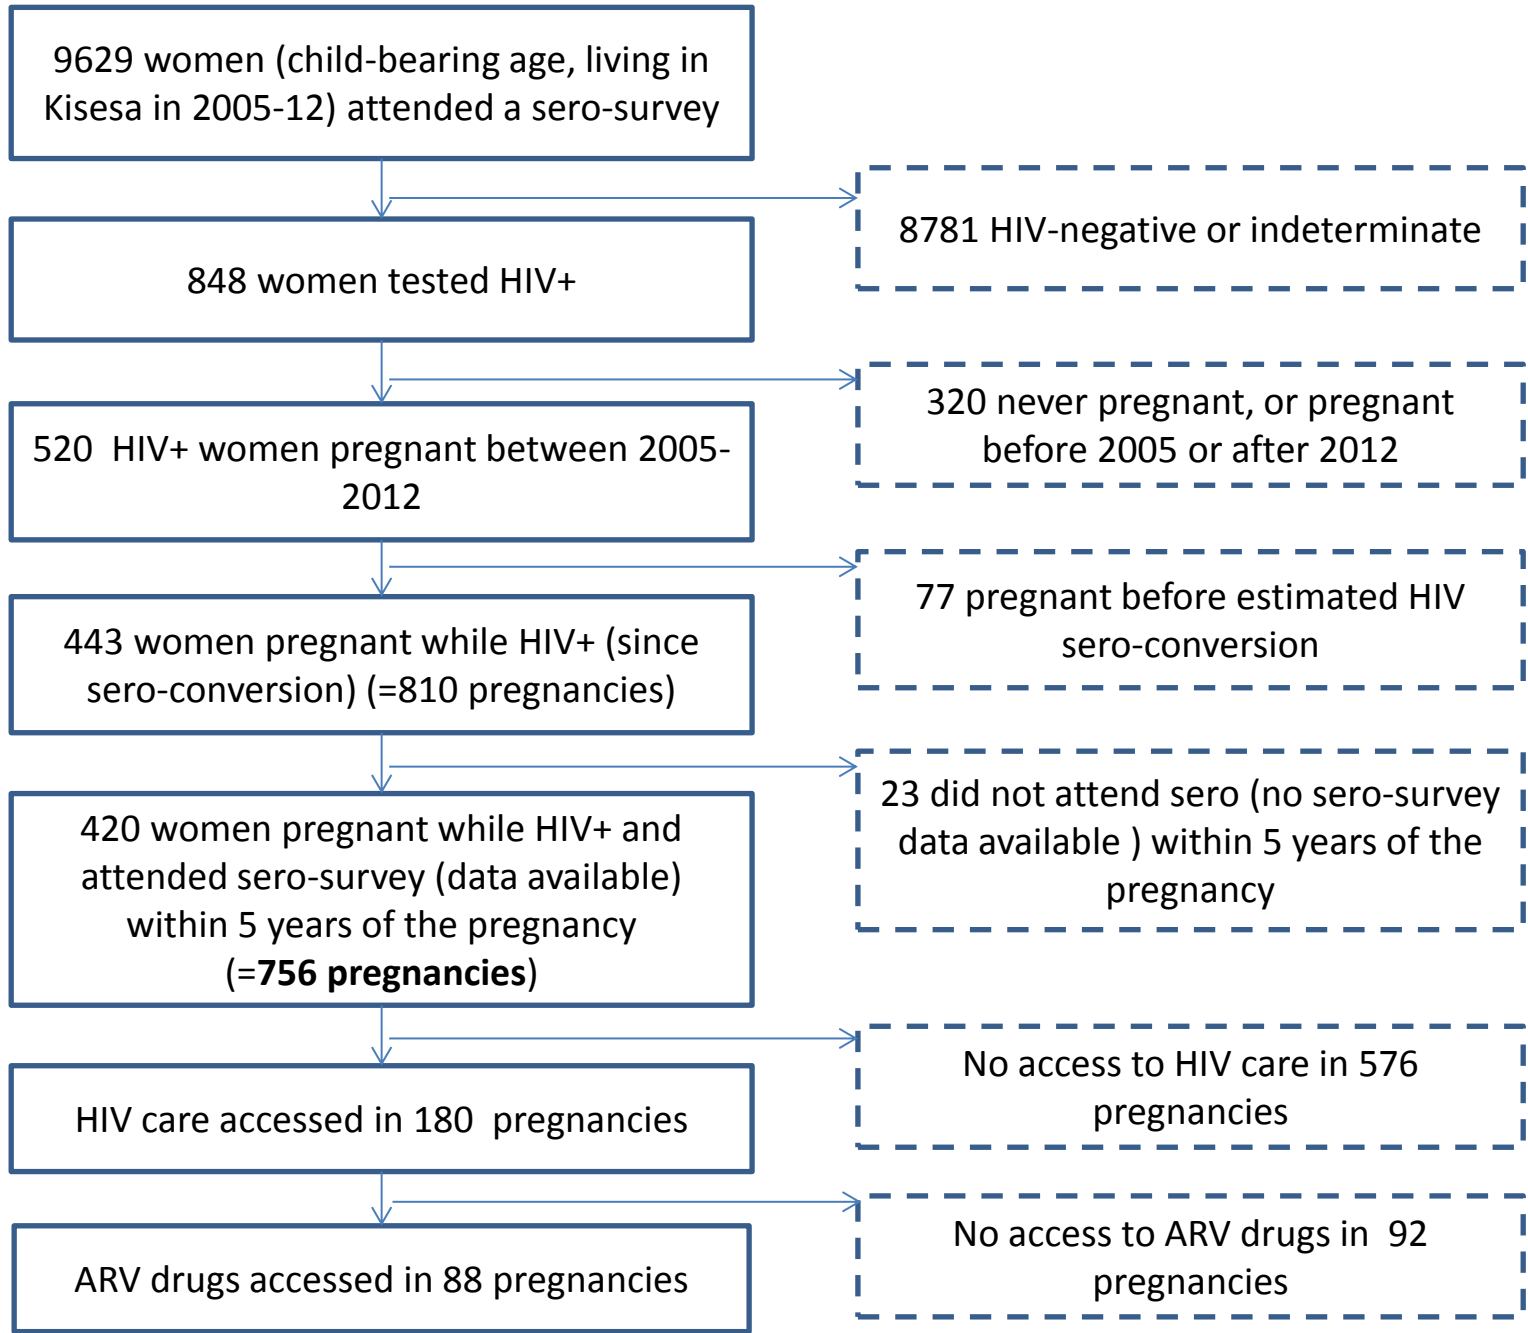 9629 women (child-bearing age, living in
Kisesa in 2005-12) attended a sero-survey
8781 HIV-negative or indeterminate
848 women tested HIV+
320 never pregnant, or pregnant
before 2005 or after 2012
520 HIV+ women pregnant between 2005-
2012
77 pregnant before estimated HIV
sero-conversion
443 women pregnant while HIV+ (since
sero-conversion) (=810 pregnancies)
23 did not attend sero (no sero-survey
data available ) within 5 years of the
pregnancy
420 women pregnant while HIV+ and
attended sero-survey (data available)
within 5 years of the pregnancy
(=756 pregnancies)
No access to HIV care in 576
pregnancies
HIV care accessed in 180 pregnancies
No access to ARV drugs in 92
pregnancies
ARV drugs accessed in 88 pregnancies